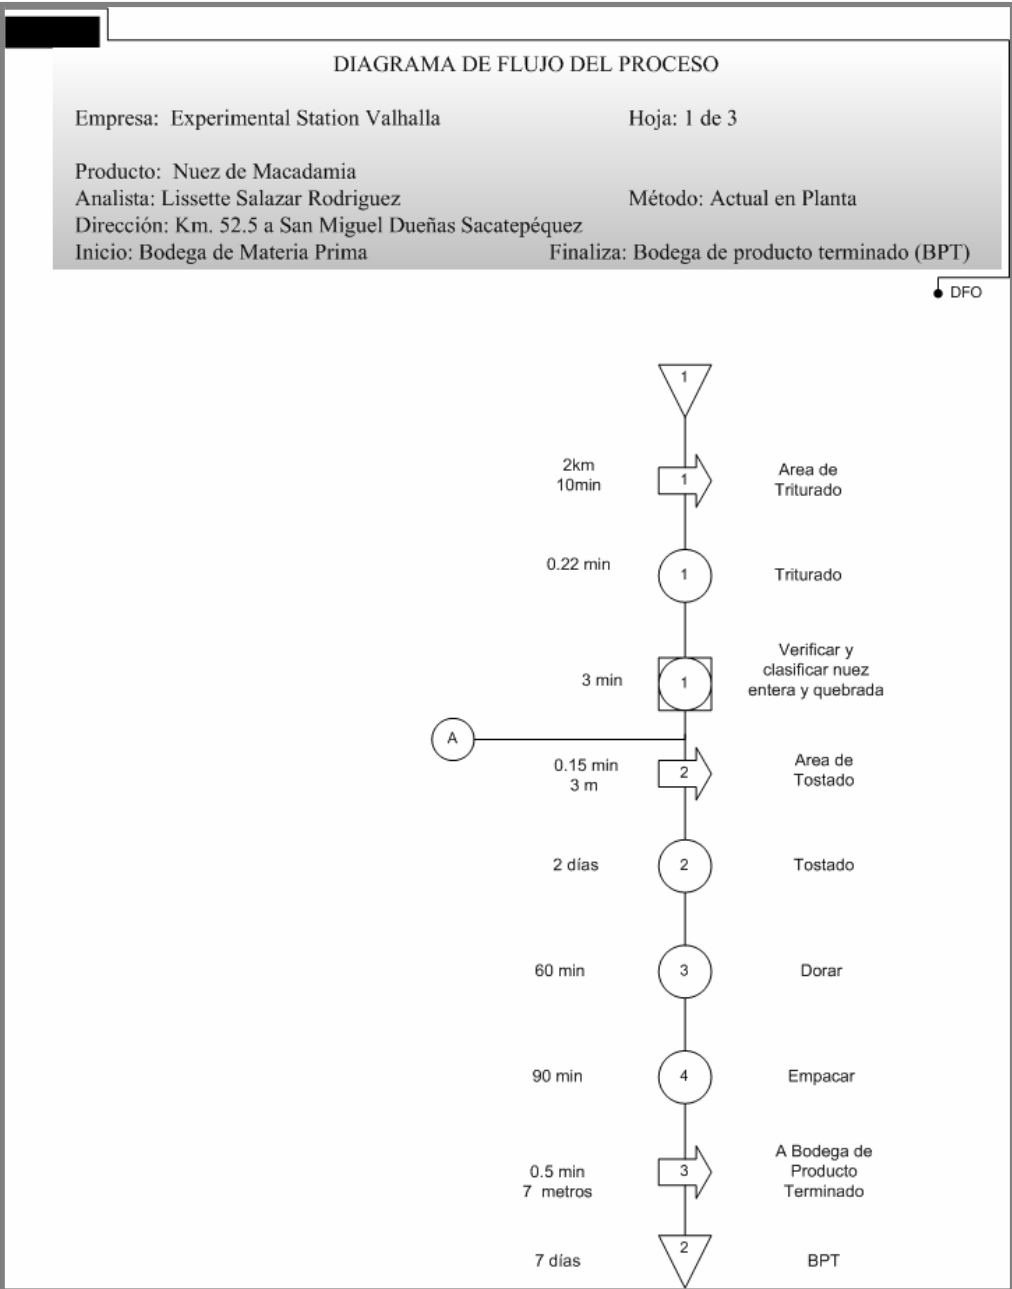 DIAGRAMA DE FLUJO DEL PROCESO
Empresa: Experimental Station Valhalla
Hoja: 1 de 3
Producto: Nuez de Macadamia
Analista: Lissette Salazar Rodriguez
Método: Actual en Planta
Dirección: Km. 52.5 a San Miguel Dueñas Sacatepéquez
Inicio: Bodega de Materia Prima
Finaliza: Bodega de producto terminado (BPT)
DFO
1
2km
10min
1
Area de
Triturado
0.22 min
1
Triturado
3 min
1
Verificar y
clasificar nuez
entera y quebrada
A
0.15 min
3 m
2
Area de
Tostado
2 días
2
Tostado
60 min
3
Dorar
90 min
4
Empacar
0.5 min
7 metros
3
A Bodega de
Producto
Terminado
7 días
2
BPT